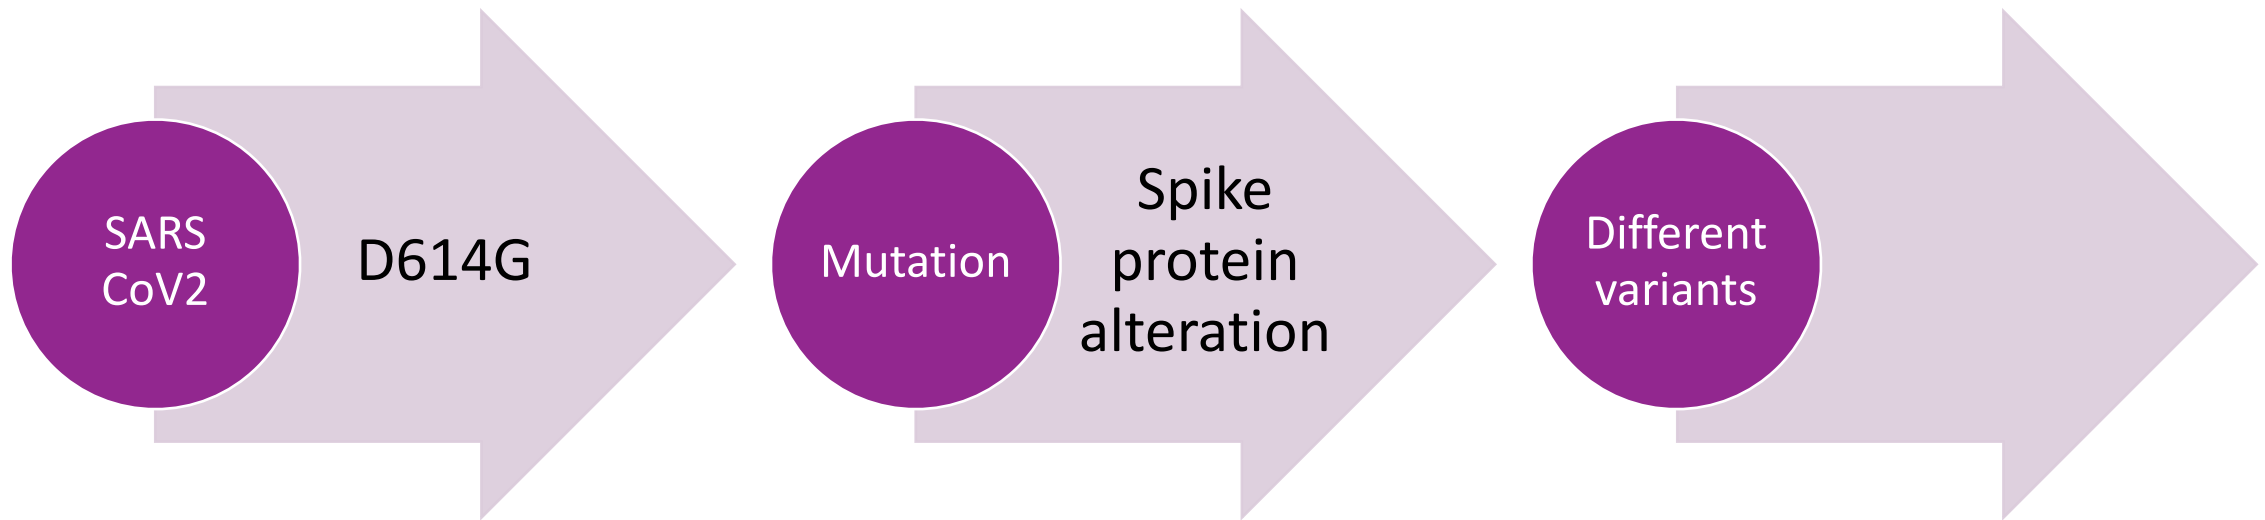 SARS
CoV2
D614G
Mutation
Spike
protein
alteration
Different
variants